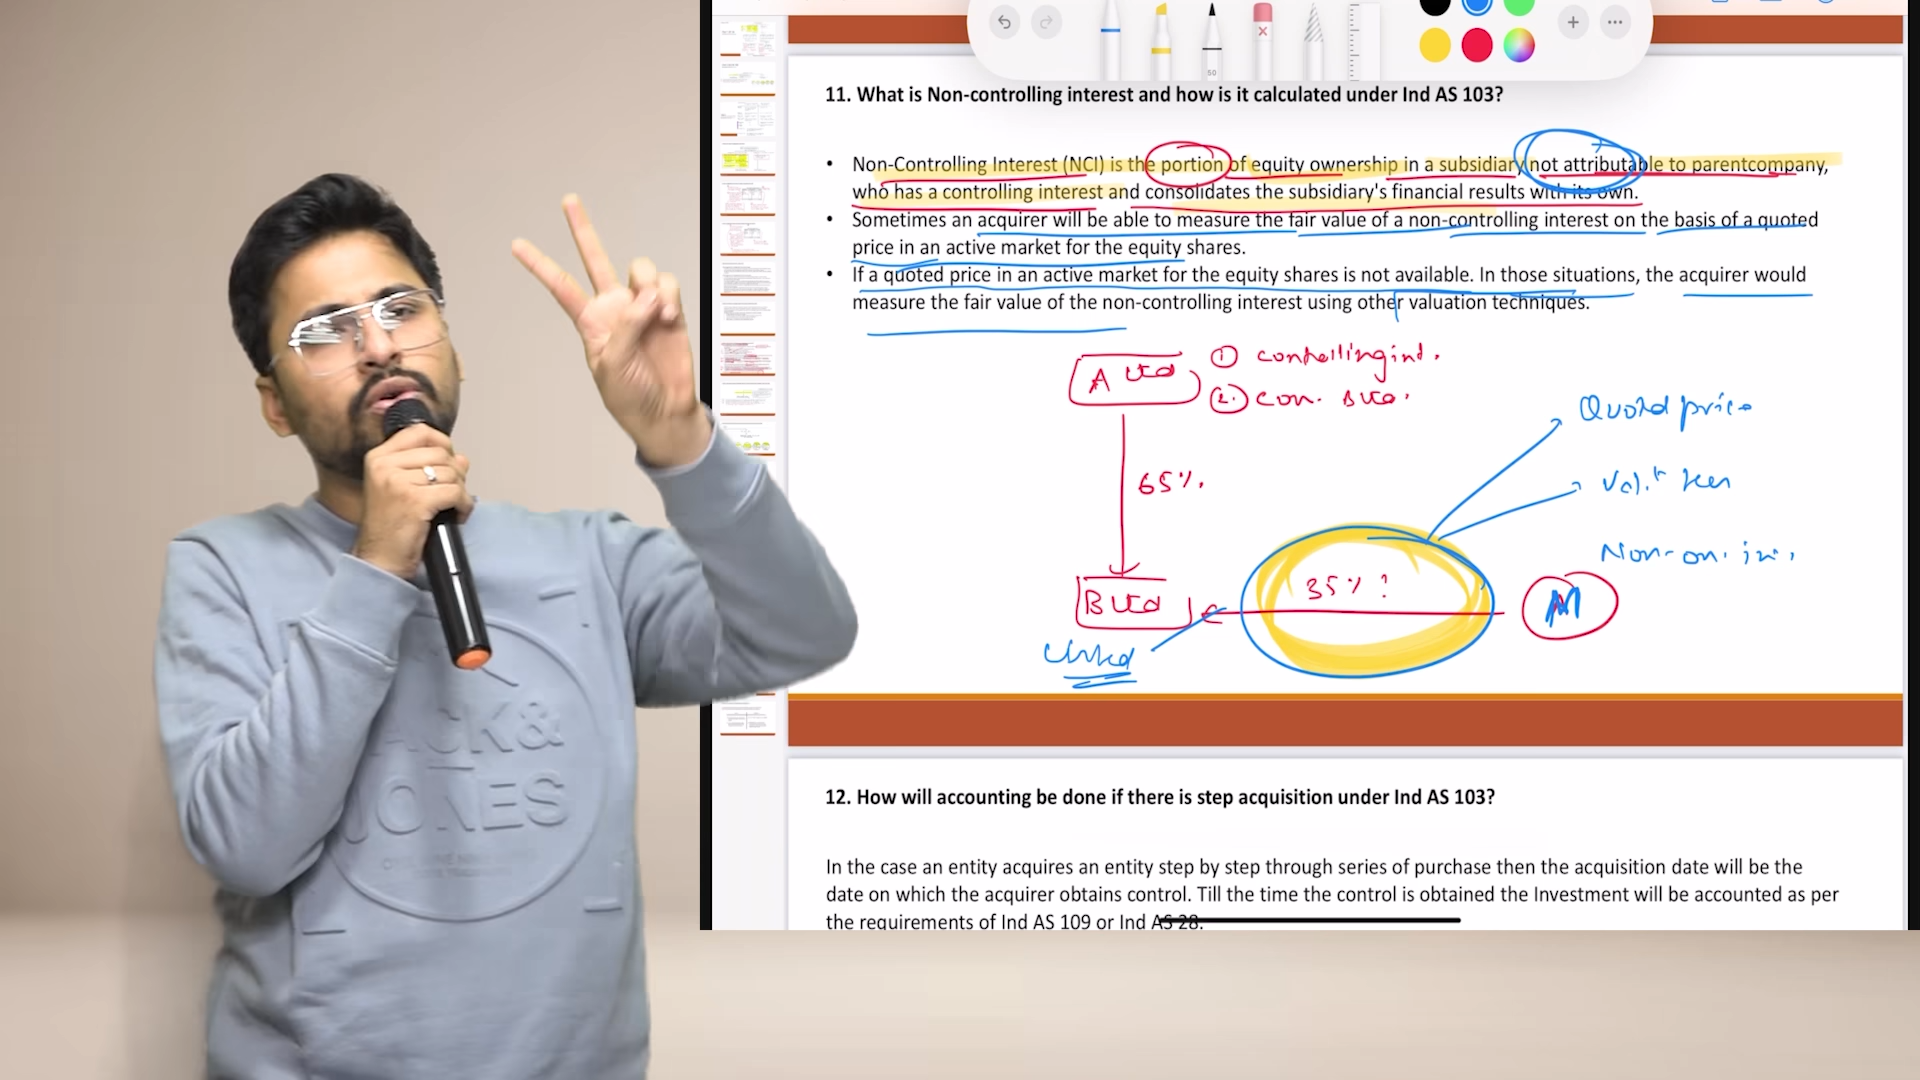 50
11. What is Non-controlling interest and how is it calculated under Ind AS 103?
• Non-Controlling Interest (NCI) is the portion of equity ownership in a subsidiary not attributable to parentcompany,
who has a controlling interest and consolidates the subsidiary's financial results with its own.
• Sometimes an acquirer will be able to measure the fair value of a non-controlling interest on the basis of a quoted
price in an active market for the equity shares.
• If a quoted price in an active market for the equity shares is not available. In those situations, the acquirer would
measure the fair value of the non-controlling interest using other valuation techniques.
A Ltd
① controlling int.
② con. B Ltd.
Quoted price
65%.
35%?
B Ltd
M
12. How will accounting be done if there is step acquisition under Ind AS 103?
In the case an entity acquires an entity step by step through series of purchase then the acquisition date will be the
date on which the acquirer obtains control. Till the time the control is obtained the Investment will be accounted as per
the requirements of Ind AS 109 or Ind AS 28.
JACK&
JONES